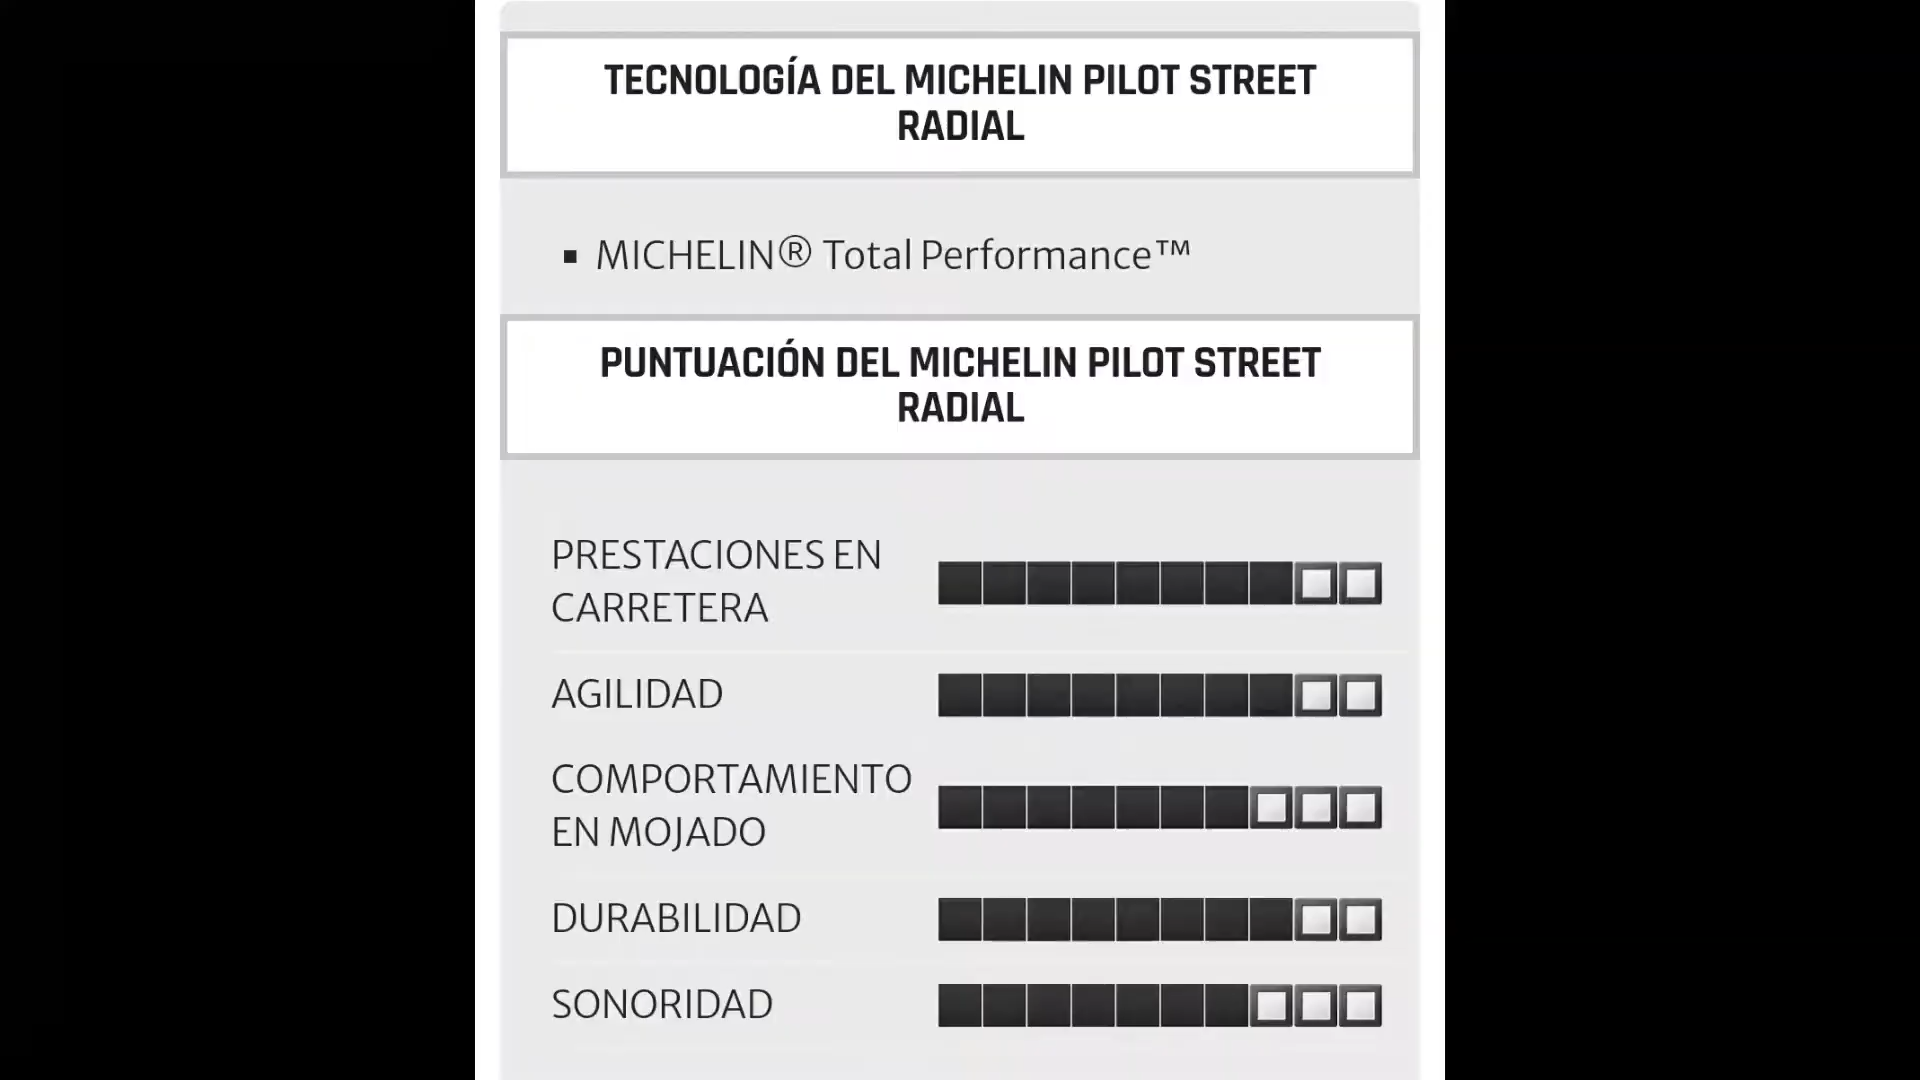 TECNOLOGÍA DEL MICHELIN PILOT STREET
RADIAL
▪ MICHELIN® Total Performance™
PUNTUACIÓN DEL MICHELIN PILOT STREET
RADIAL
PRESTACIONES EN
CARRETERA
AGILIDAD
COMPORTAMIENTO
EN MOJADO
DURABILIDAD
SONORIDAD